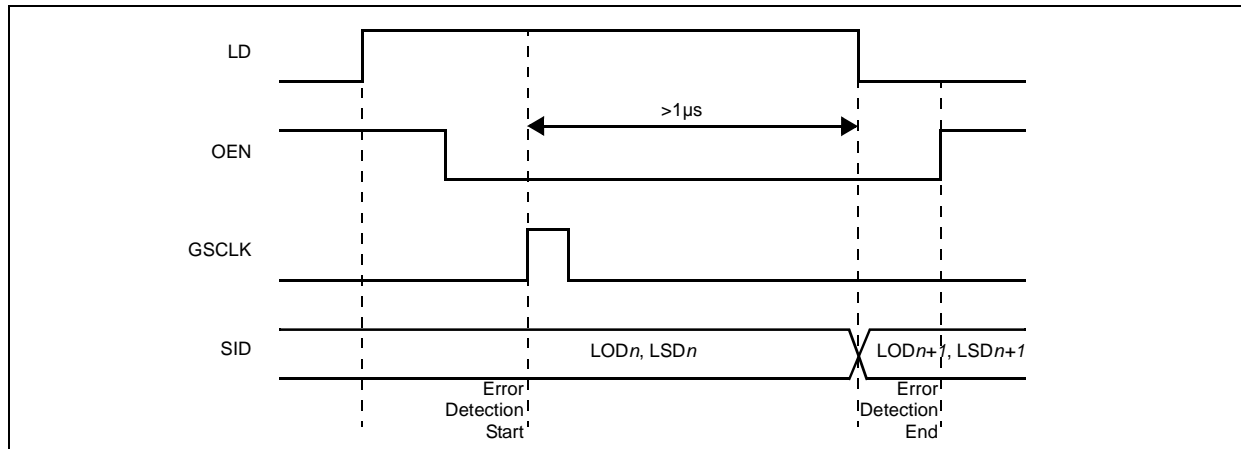 LD
>1µs
OEN
GSCLK
SID
LODn, LSDn
LODn+1, LSDn+1
Error
Detection
Start
Error
Detection
End